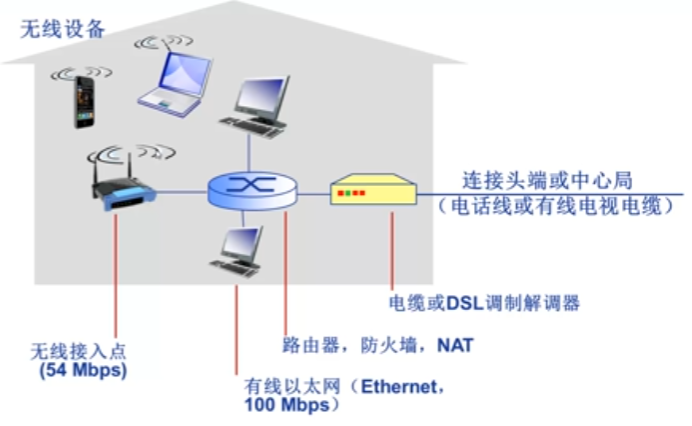 无线设备
连接头端或中心局
（电话线或有线电视电缆）
电缆或DSL调制解调器
路由器，防火墙，NAT
无线接入点
(54 Mbps)
有线以太网（Ethernet，
100 Mbps）